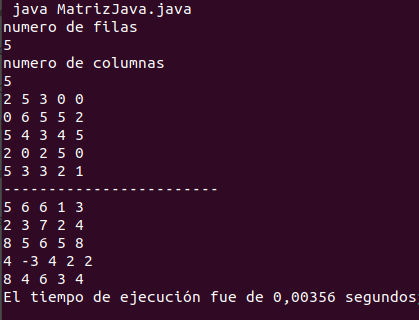 java MatrizJava.java
numero de filas
5
numero de columnas
5
2 5 3 0 0
0 6 5 5 2
5 4 3 4 5
2 0 2 5 0
5 3 3 2 1
------------------------
5 6 6 1 3
2 3 7 2 4
8 5 6 5 8
4 -3 4 2 2
8 4 6 3 4
El tiempo de ejecución fue de 0,00356 segundos